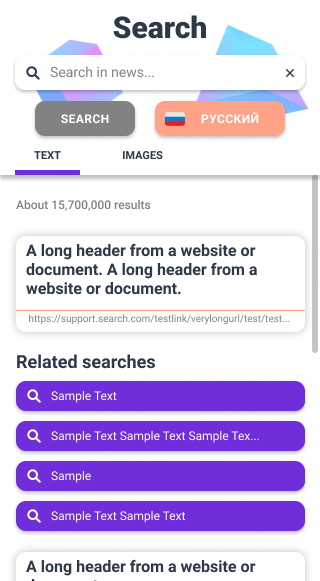 Search
Search in news...
SEARCH
РУССКИЙ
TEXT
IMAGES
About 15,700,000 results
A long header from a website or
document. A long header from a
website or document.
https://support.search.com/testlink/verylongurl/test/test...
Related searches
Sample Text
Sample Text Sample Text Sample Tex...
Sample
Sample Text Sample Text
A long header from a website or